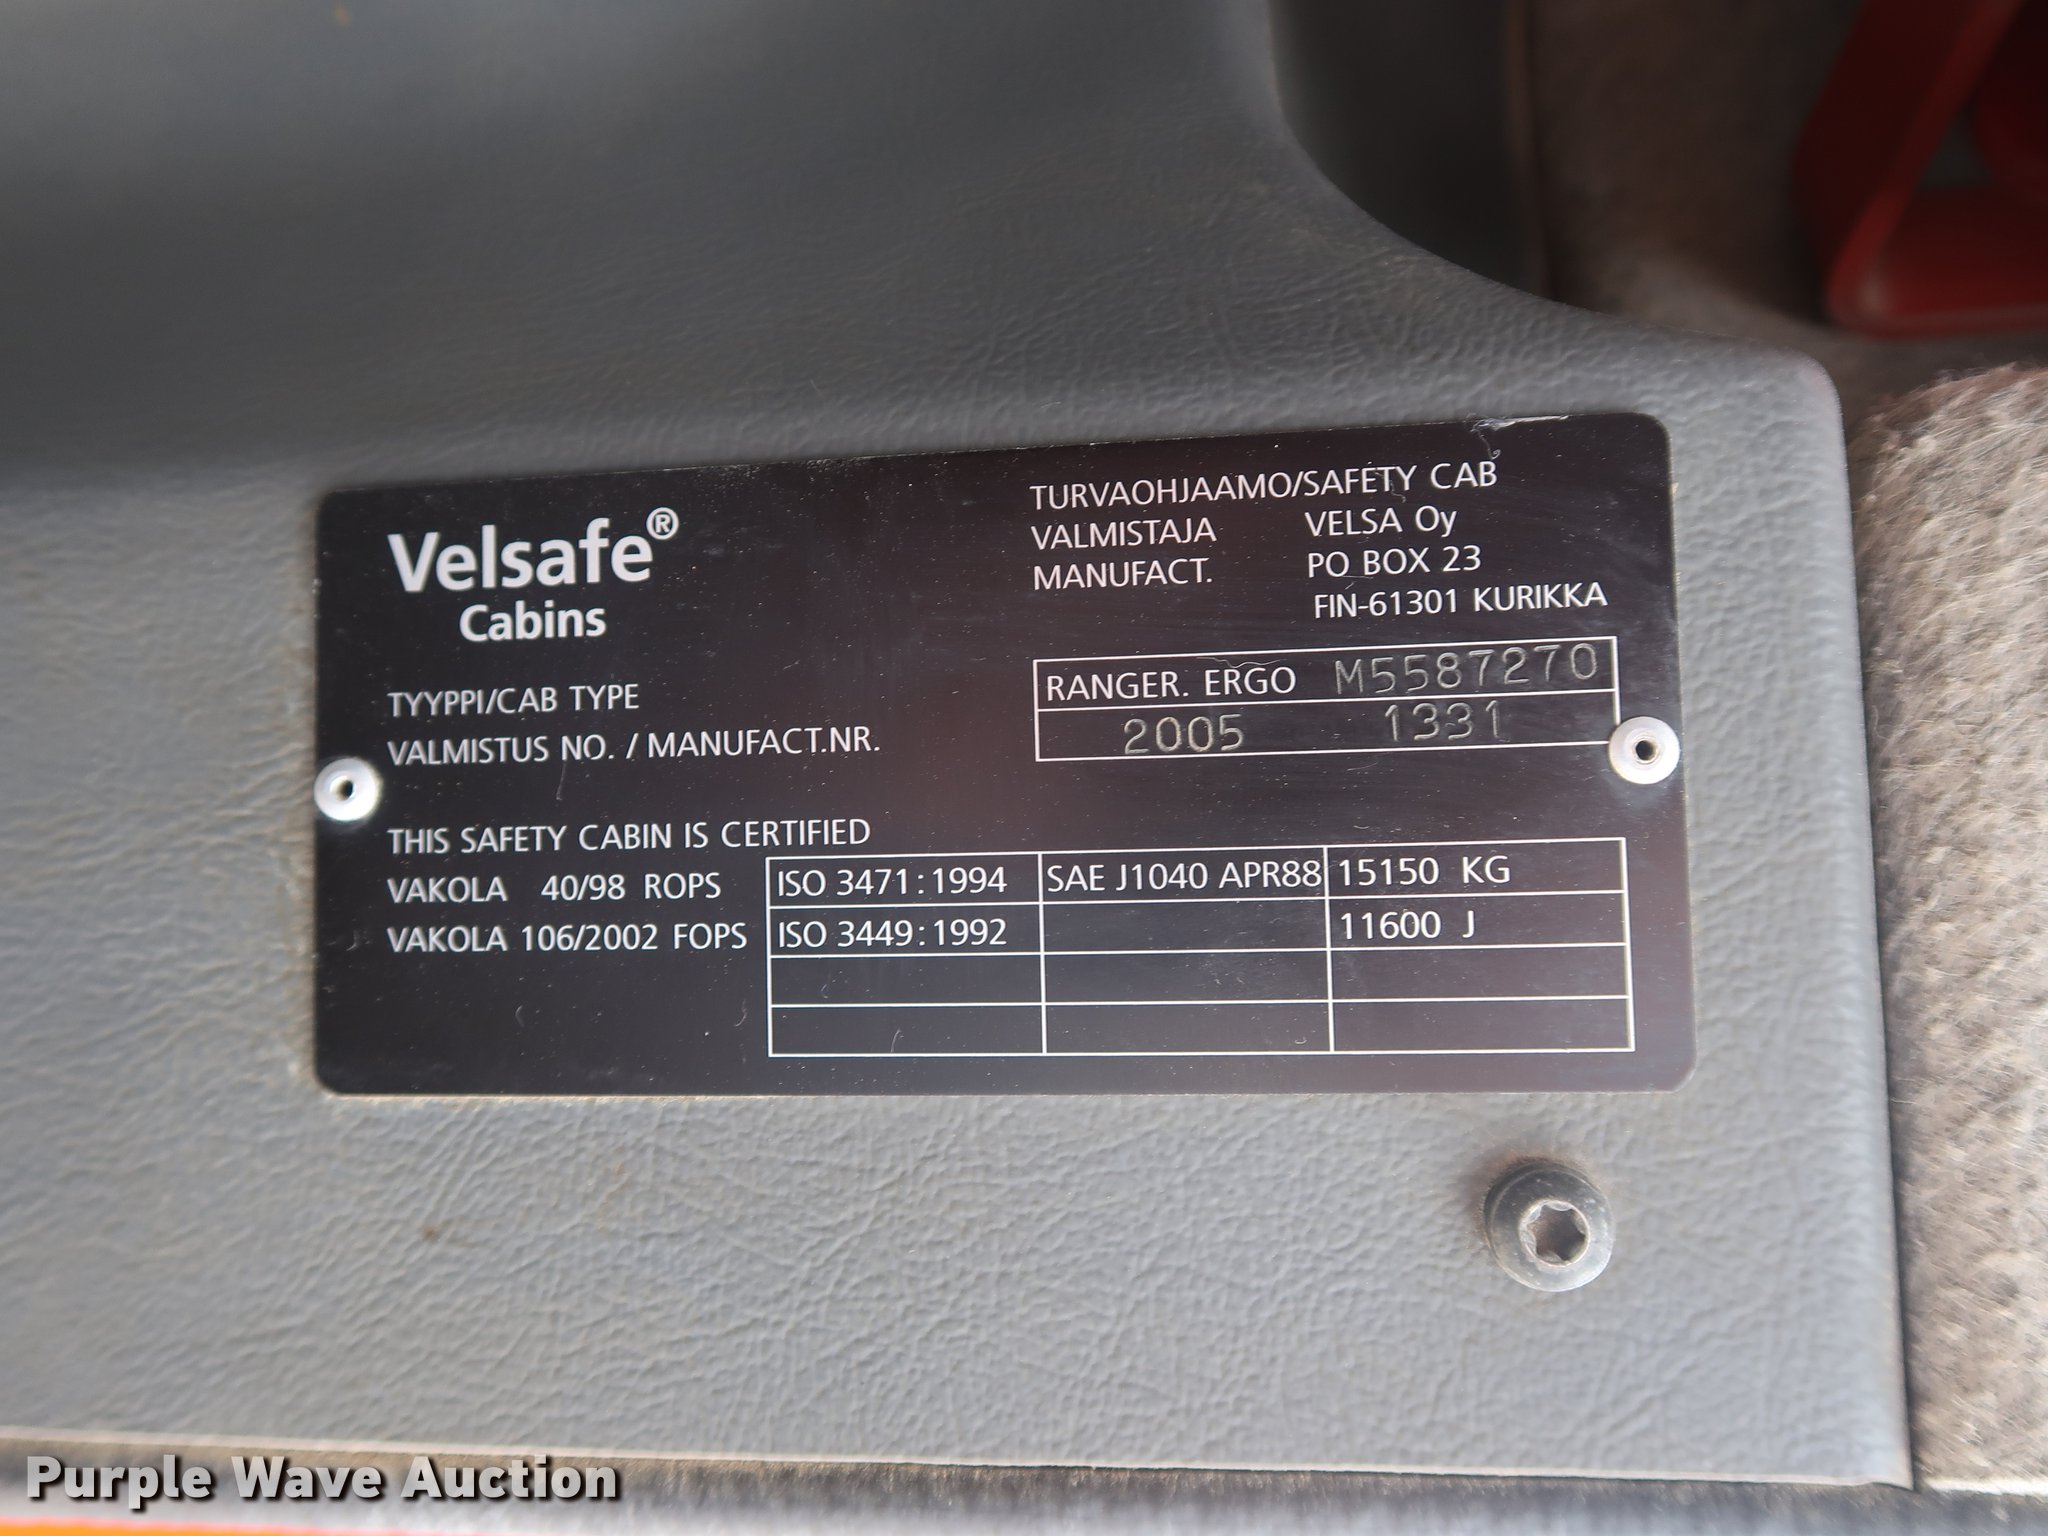 Velsafe®
Cabins
TURVAOHJAAMO/SAFETY CAB
VALMISTAJA VELSA Oy
MANUFACT. PO BOX 23
FIN-61301 KURIKKA
TYYPPI/CAB TYPE RANGER. ERGO M5587270
VALMISTUS NO. / MANUFACT.NR. 2005 1331
THIS SAFETY CABIN IS CERTIFIED
VAKOLA 40/98 ROPS ISO 3471:1994 SAE J1040 APR88 15150 KG
VAKOLA 106/2002 FOPS ISO 3449:1992 11600 J
Purple Wave Auction